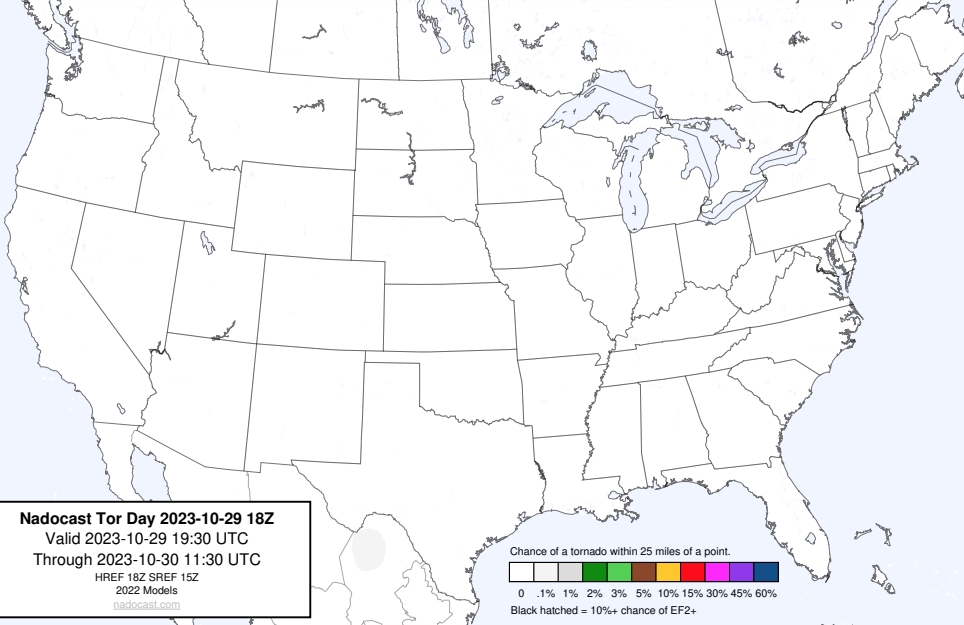 Nadocast Tor Day 2023-10-29 18Z
Valid 2023-10-29 19:30 UTC
Through 2023-10-30 11:30 UTC
HREF 18Z SREF 15Z
2022 Models
nadocast.com
Chance of a tornado within 25 miles of a point.
0 .1% 1% 2% 3% 5% 10% 15% 30% 45% 60%
Black hatched = 10%+ chance of EF2+